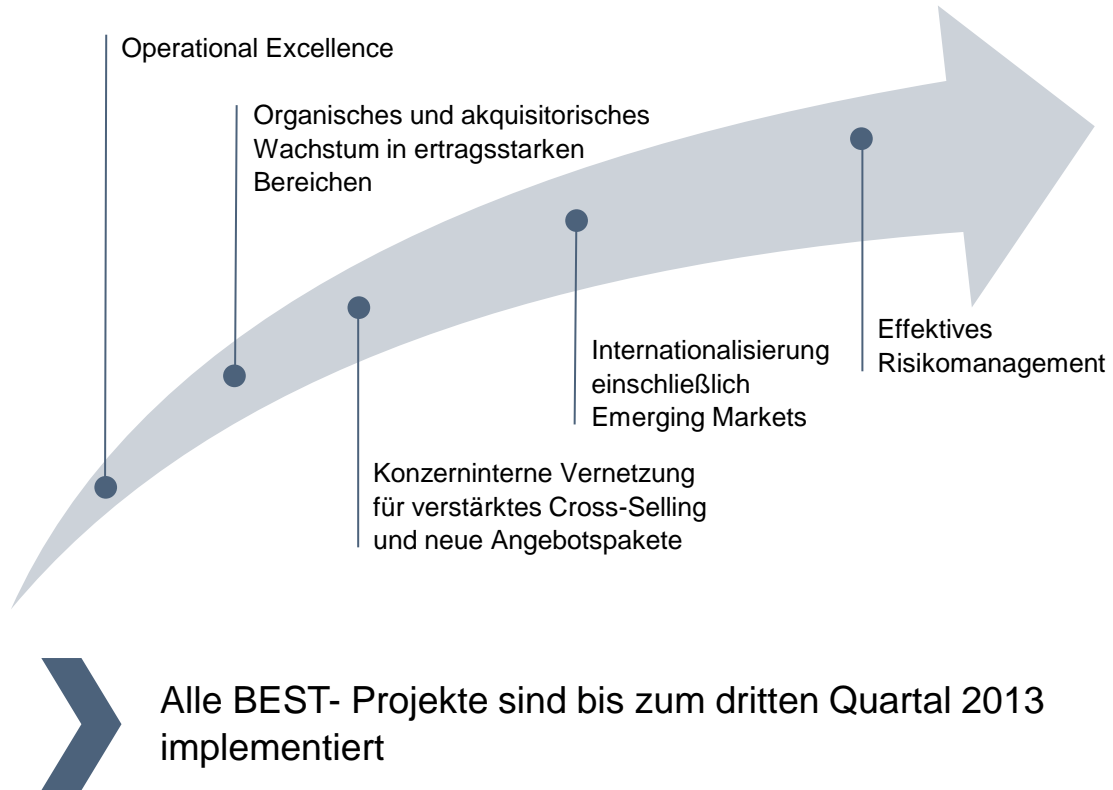 Operational Excellence
Organisches und akquisitorisches
Wachstum in ertragsstarken
Bereichen
Konzerninterne Vernetzung
für verstärktes Cross-Selling
und neue Angebotspakete
Internationalisierung
einschließlich
Emerging Markets
Effektives
Risikomanagement
Alle BEST- Projekte sind bis zum dritten Quartal 2013
implementiert